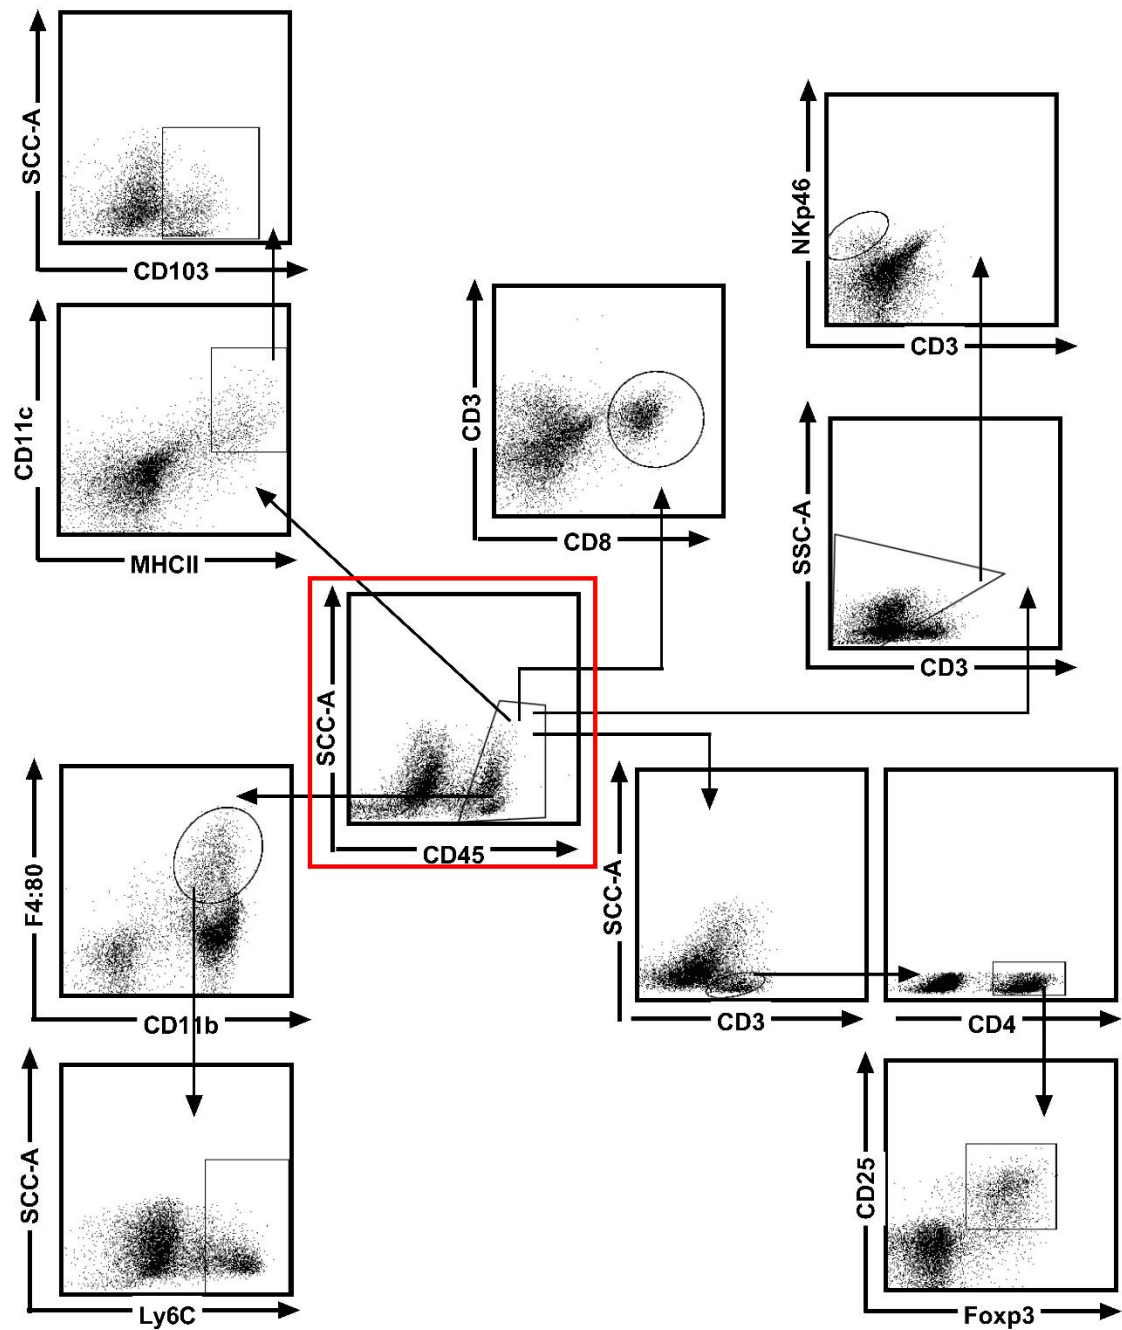 SCC-A
CD103
CD11c
MHCII
NKp46
CD3
CD3
CD8
SSC-A
CD3
SCC-A
CD45
F4:80
CD11b
SCC-A
CD3
CD4
SCC-A
Ly6C
CD25
Foxp3